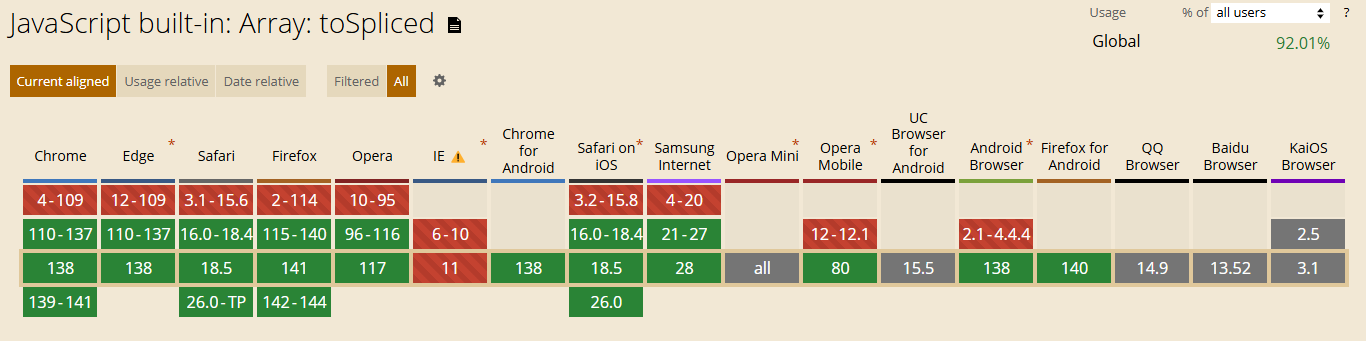 JavaScript built-in: Array: toSpliced
Usage % of all users ?
Global 92.01%
Current aligned Usage relative Date relative Filtered All
Chrome Edge * Safari Firefox Opera IE * Chrome for Android Safari on iOS * Samsung Internet Opera Mini * Opera Mobile * UC Browser for Android Android Browser * Firefox for Android QQ Browser Baidu Browser KaiOS Browser
4-109 12-109 3.1-15.6 2-114 10-95 3.2-15.8 4-20
110-137 110-137 16.0-18.4 115-140 96-116 6-10 16.0-18.4 21-27 12-12.1 2.1-4.4.4 2.5
138 138 18.5 141 117 11 138 18.5 28 all 80 15.5 138 140 14.9 13.52 3.1
139-141 26.0-TP 142-144 26.0